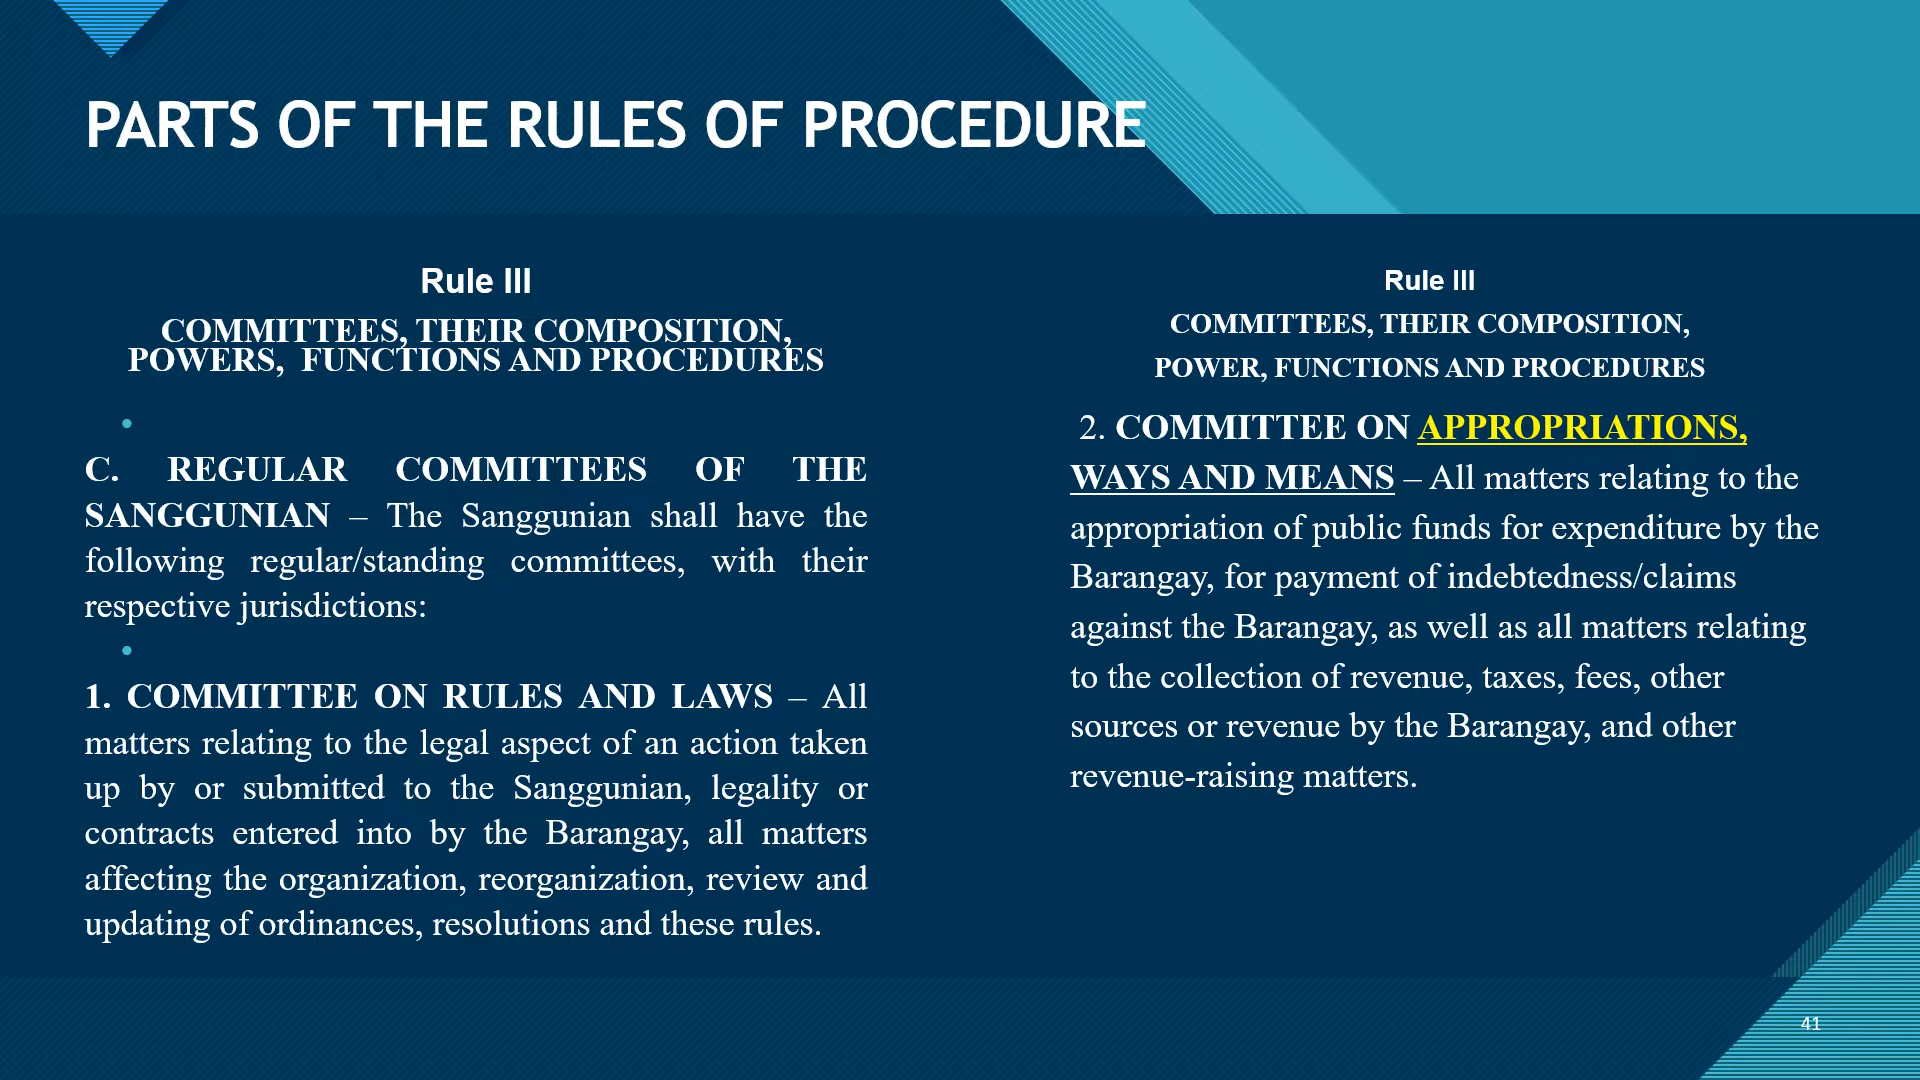 PARTS OF THE RULES OF PROCEDURE
Rule III
COMMITTEES, THEIR COMPOSITION,
POWERS, FUNCTIONS AND PROCEDURES
•
C. REGULAR COMMITTEES OF THE
SANGGUNIAN – The Sanggunian shall have the
following regular/standing committees, with their
respective jurisdictions:
•
1. COMMITTEE ON RULES AND LAWS – All
matters relating to the legal aspect of an action taken
up by or submitted to the Sanggunian, legality or
contracts entered into by the Barangay, all matters
affecting the organization, reorganization, review and
updating of ordinances, resolutions and these rules.
Rule III
COMMITTEES, THEIR COMPOSITION,
POWER, FUNCTIONS AND PROCEDURES
2. COMMITTEE ON APPROPRIATIONS,
WAYS AND MEANS – All matters relating to the
appropriation of public funds for expenditure by the
Barangay, for payment of indebtedness/claims
against the Barangay, as well as all matters relating
to the collection of revenue, taxes, fees, other
sources or revenue by the Barangay, and other
revenue-raising matters.
41